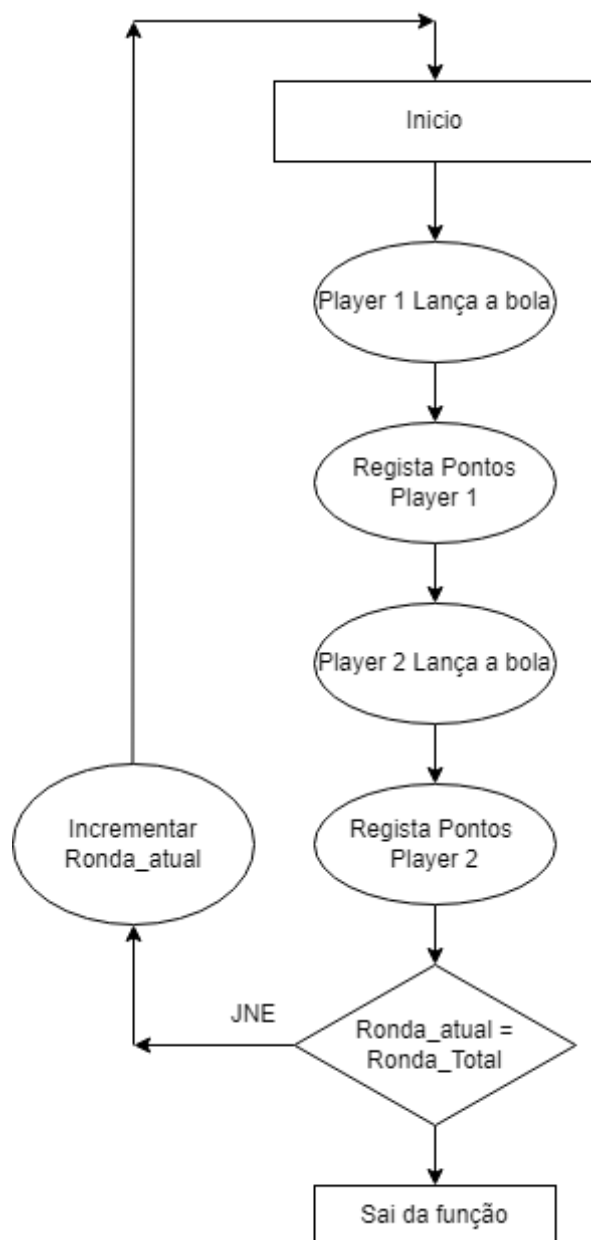 Inicio
Player 1 Lança a bola
Regista Pontos
Player 1
Player 2 Lança a bola
Regista Pontos
Player 2
Incrementar
Ronda_atual
JNE
Ronda_atual =
Ronda_Total
Sai da função